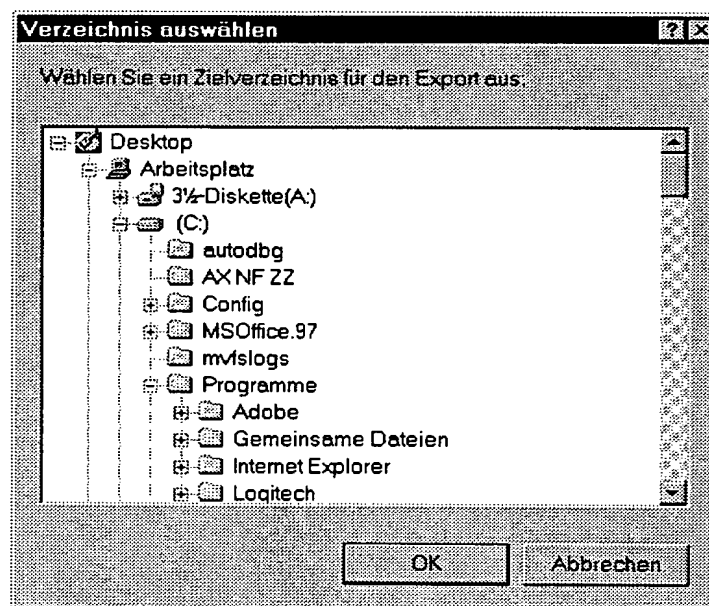 Verzeichnis auswählen
Wählen Sie ein Zielverzeichnis für den Export aus:
Desktop
Arbeitsplatz
3½-Diskette(A:)
(C:)
autodbg
AX NF ZZ
Config
MSOffice.97
mvfslogs
Programme
Adobe
Gemeinsame Dateien
Internet Explorer
Logitech
OK Abbrechen